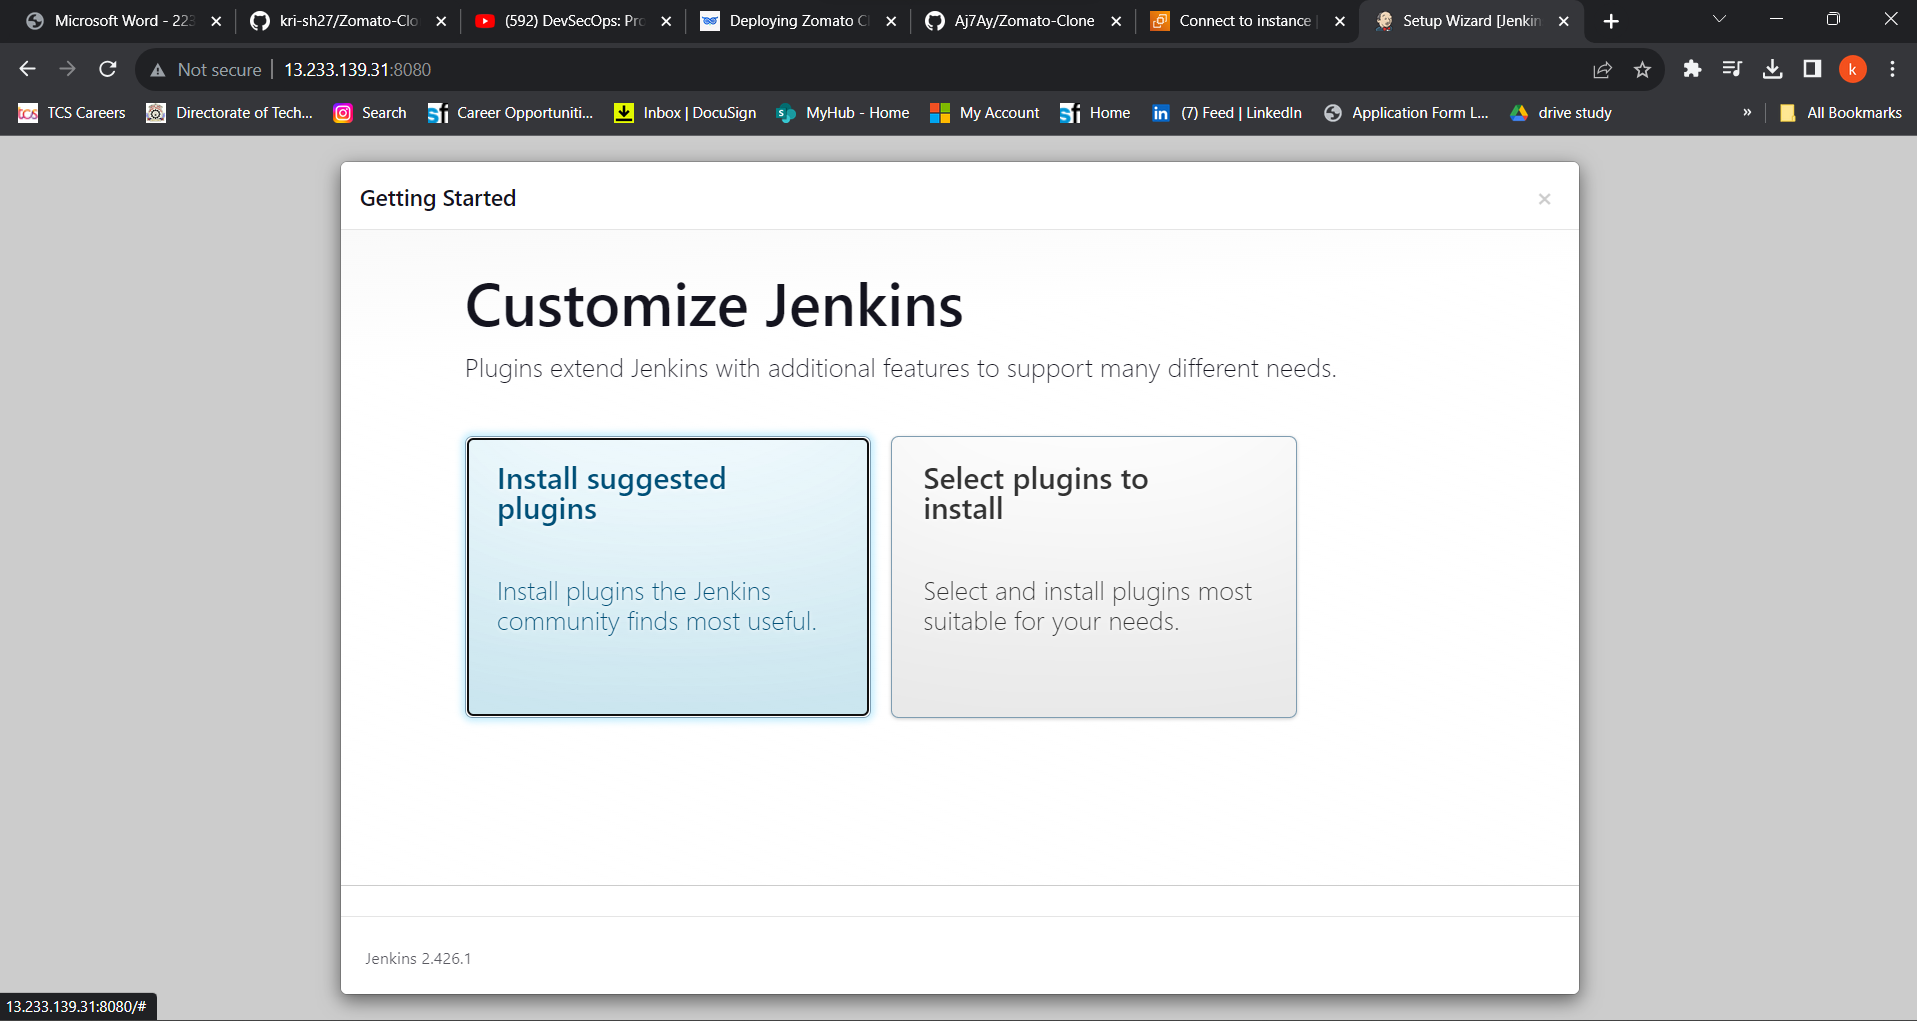 Microsoft Word - 223
kri-sh27/Zomato-Clo
(592) DevSecOps: Pro
Deploying Zomato Cl
Aj7Ay/Zomato-Clone
Connect to instance
Setup Wizard [Jenkin
Not secure
13.233.139.31:8080
k
tcs
TCS Careers
Directorate of Tech...
Search
Career Opportuniti...
Inbox | DocuSign
MyHub - Home
My Account
Home
(7) Feed | LinkedIn
Application Form L...
drive study
»
All Bookmarks
Getting Started
Customize Jenkins
Plugins extend Jenkins with additional features to support many different needs.
Install suggested
plugins
Install plugins the Jenkins
community finds most useful.
Select plugins to
install
Select and install plugins most
suitable for your needs.
Jenkins 2.426.1
13.233.139.31:8080/#